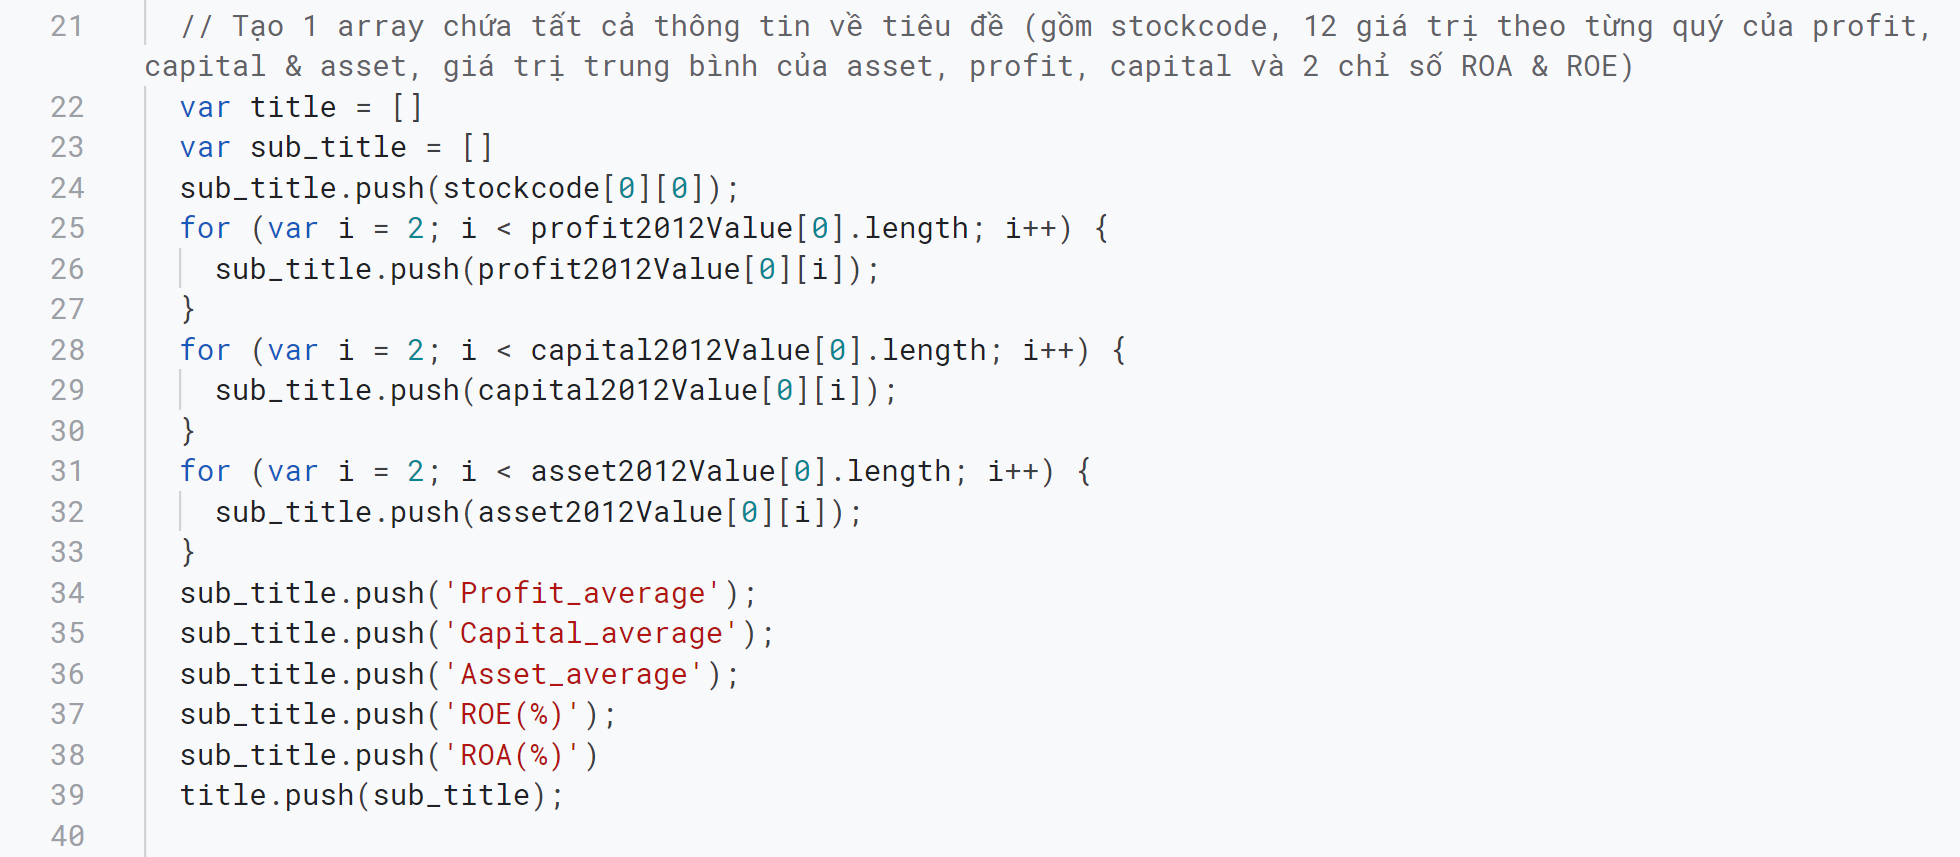 21 // Tạo 1 array chứa tất cả thông tin về tiêu đề (gồm stockcode, 12 giá trị theo từng quý của profit,
capital & asset, giá trị trung bình của asset, profit, capital và 2 chỉ số ROA & ROE)
22 var title = []
23 var sub_title = []
24 sub_title.push(stockcode[0][0]);
25 for (var i = 2; i < profit2012Value[0].length; i++) {
26 sub_title.push(profit2012Value[0][i]);
27 }
28 for (var i = 2; i < capital2012Value[0].length; i++) {
29 sub_title.push(capital2012Value[0][i]);
30 }
31 for (var i = 2; i < asset2012Value[0].length; i++) {
32 sub_title.push(asset2012Value[0][i]);
33 }
34 sub_title.push('Profit_average');
35 sub_title.push('Capital_average');
36 sub_title.push('Asset_average');
37 sub_title.push('ROE(%)');
38 sub_title.push('ROA(%)')
39 title.push(sub_title);
40